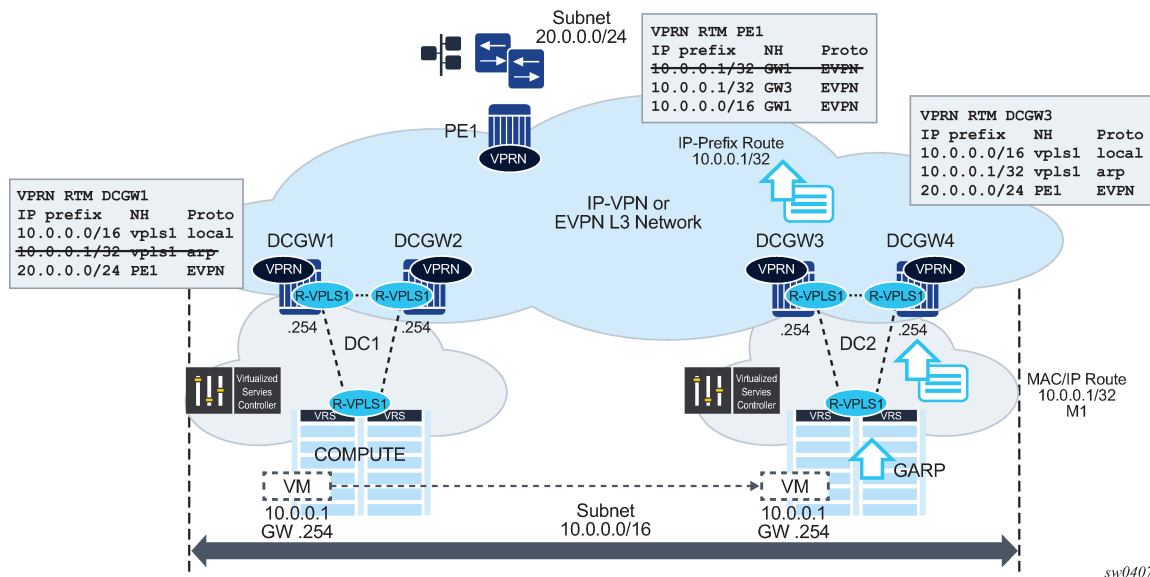 Subnet
20.0.0.0/24
VPRN RTM PE1
IP prefix NH Proto
10.0.0.1/32 GW1 EVPN
10.0.0.1/32 GW3 EVPN
10.0.0.0/16 GW1 EVPN
PE1
VPRN
VPRN RTM DCGW3
IP prefix NH Proto
10.0.0.0/16 vpls1 local
10.0.0.1/32 vpls1 arp
20.0.0.0/24 PE1 EVPN
IP-Prefix Route
10.0.0.1/32
VPRN RTM DCGW1
IP prefix NH Proto
10.0.0.0/16 vpls1 local
10.0.0.1/32 vpls1 arp
20.0.0.0/24 PE1 EVPN
IP-VPN or
EVPN L3 Network
DCGW1
DCGW2
DCGW3
DCGW4
VPRN
VPRN
VPRN
VPRN
R-VPLS1
R-VPLS1
R-VPLS1
R-VPLS1
.254
.254
.254
.254
DC1
DC2
Virtualized
Servies
Controller
Virtualized
Servies
Controller
MAC/IP Route
10.0.0.1/32
M1
R-VPLS1
R-VPLS1
VRS
VRS
VRS
VRS
COMPUTE
GARP
VM
VM
10.0.0.1
GW .254
Subnet
10.0.0.0/16
10.0.0.1
GW .254
sw0407